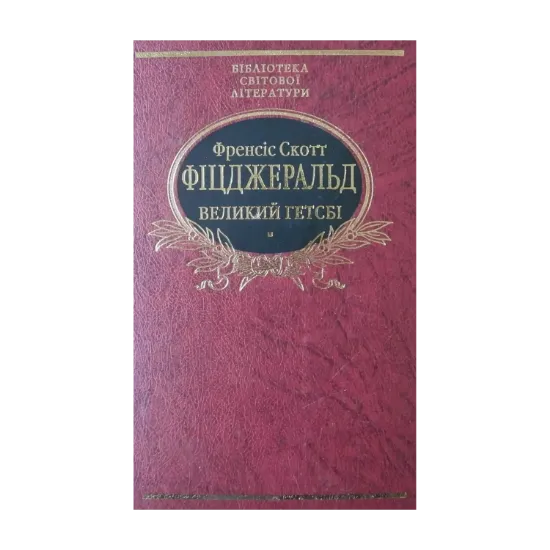 БІБЛІОТЕКА
СВІТОВОЇ
ЛІТЕРАТУРИ
Френсіс Скотт
ФІЦДЖЕРАЛЬД
ВЕЛИКИЙ ГЕТСБІ